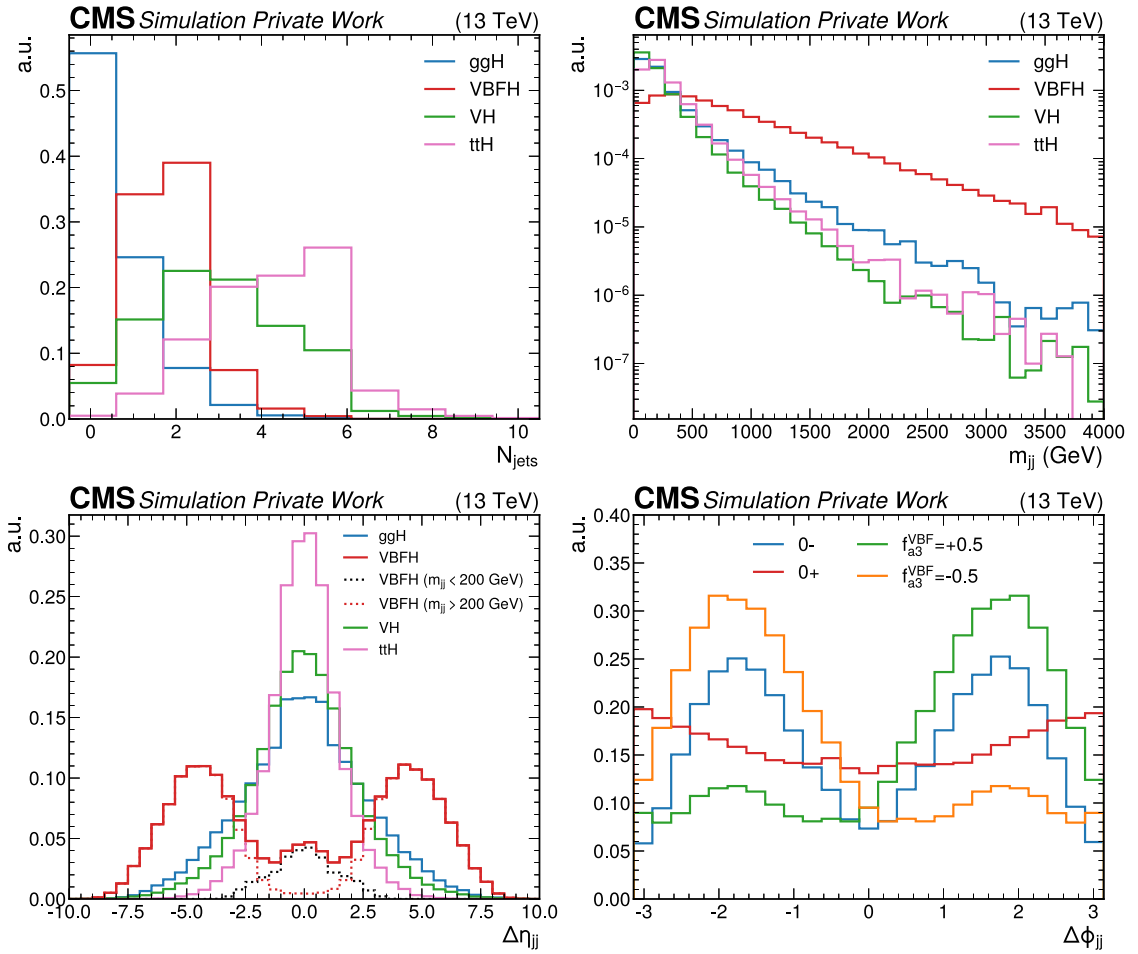 CMS Simulation Private Work (13 TeV)
a.u.
ggH
VBFH
VH
ttH
0.5
0.4
0.3
0.2
0.1
0.0
0 2 4 6 8 10
N_jets
CMS Simulation Private Work (13 TeV)
a.u.
ggH
VBFH
VH
ttH
10⁻³
10⁻⁴
10⁻⁵
10⁻⁶
10⁻⁷
0 500 1000 1500 2000 2500 3000 3500 4000
m_jj (GeV)
CMS Simulation Private Work (13 TeV)
a.u.
ggH
VBFH
VBFH (m_jj < 200 GeV)
VBFH (m_jj > 200 GeV)
VH
ttH
0.30
0.25
0.20
0.15
0.10
0.05
0.00
-10.0 -7.5 -5.0 -2.5 0.0 2.5 5.0 7.5 10.0
Δη_jj
CMS Simulation Private Work (13 TeV)
a.u.
0- f_a3^VBF=+0.5
0+ f_a3^VBF=-0.5
0.40
0.35
0.30
0.25
0.20
0.15
0.10
0.05
0.00
-3 -2 -1 0 1 2 3
Δϕ_jj